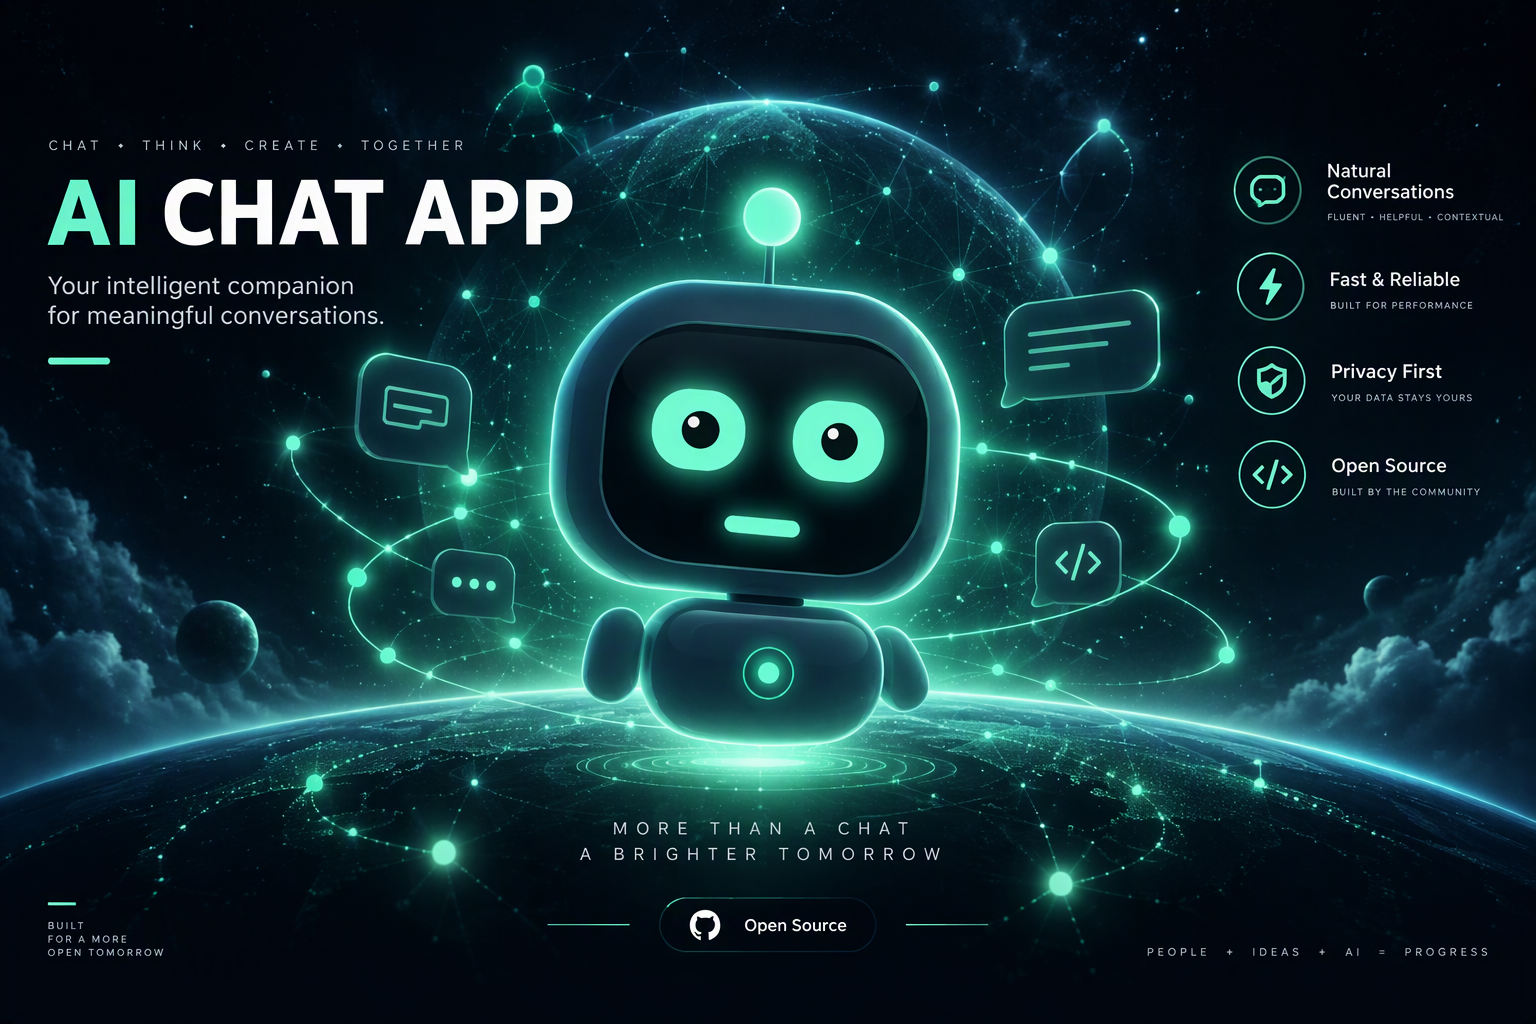 CHAT • THINK • CREATE • TOGETHER
AI CHAT APP
Your intelligent companion
for meaningful conversations.
Natural
Conversations
FLUENT • HELPFUL • CONTEXTUAL
Fast & Reliable
BUILT FOR PERFORMANCE
Privacy First
YOUR DATA STAYS YOURS
Open Source
BUILT BY THE COMMUNITY
</>
MORE THAN A CHAT
A BRIGHTER TOMORROW
Open Source
BUILT
FOR A MORE
OPEN TOMORROW
PEOPLE + IDEAS + AI = PROGRESS